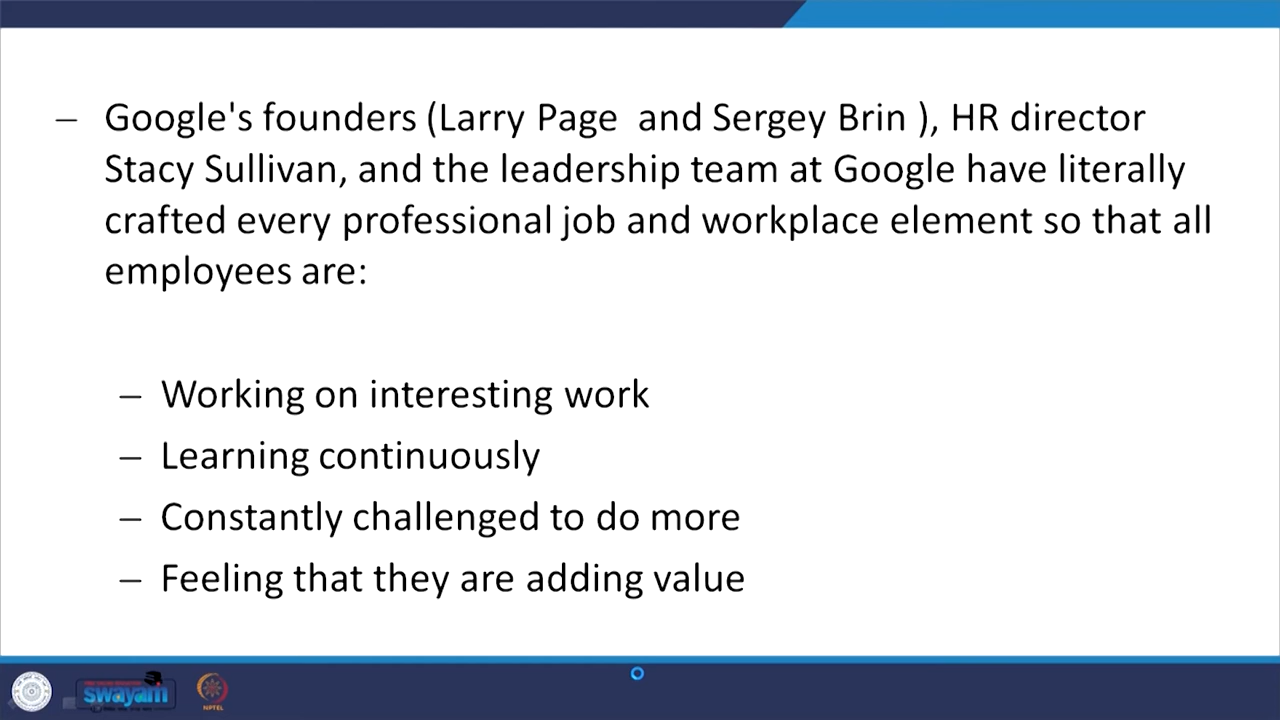 – Google's founders (Larry Page and Sergey Brin ), HR director
Stacy Sullivan, and the leadership team at Google have literally
crafted every professional job and workplace element so that all
employees are:
– Working on interesting work
– Learning continuously
– Constantly challenged to do more
– Feeling that they are adding value
swayam
NPTEL